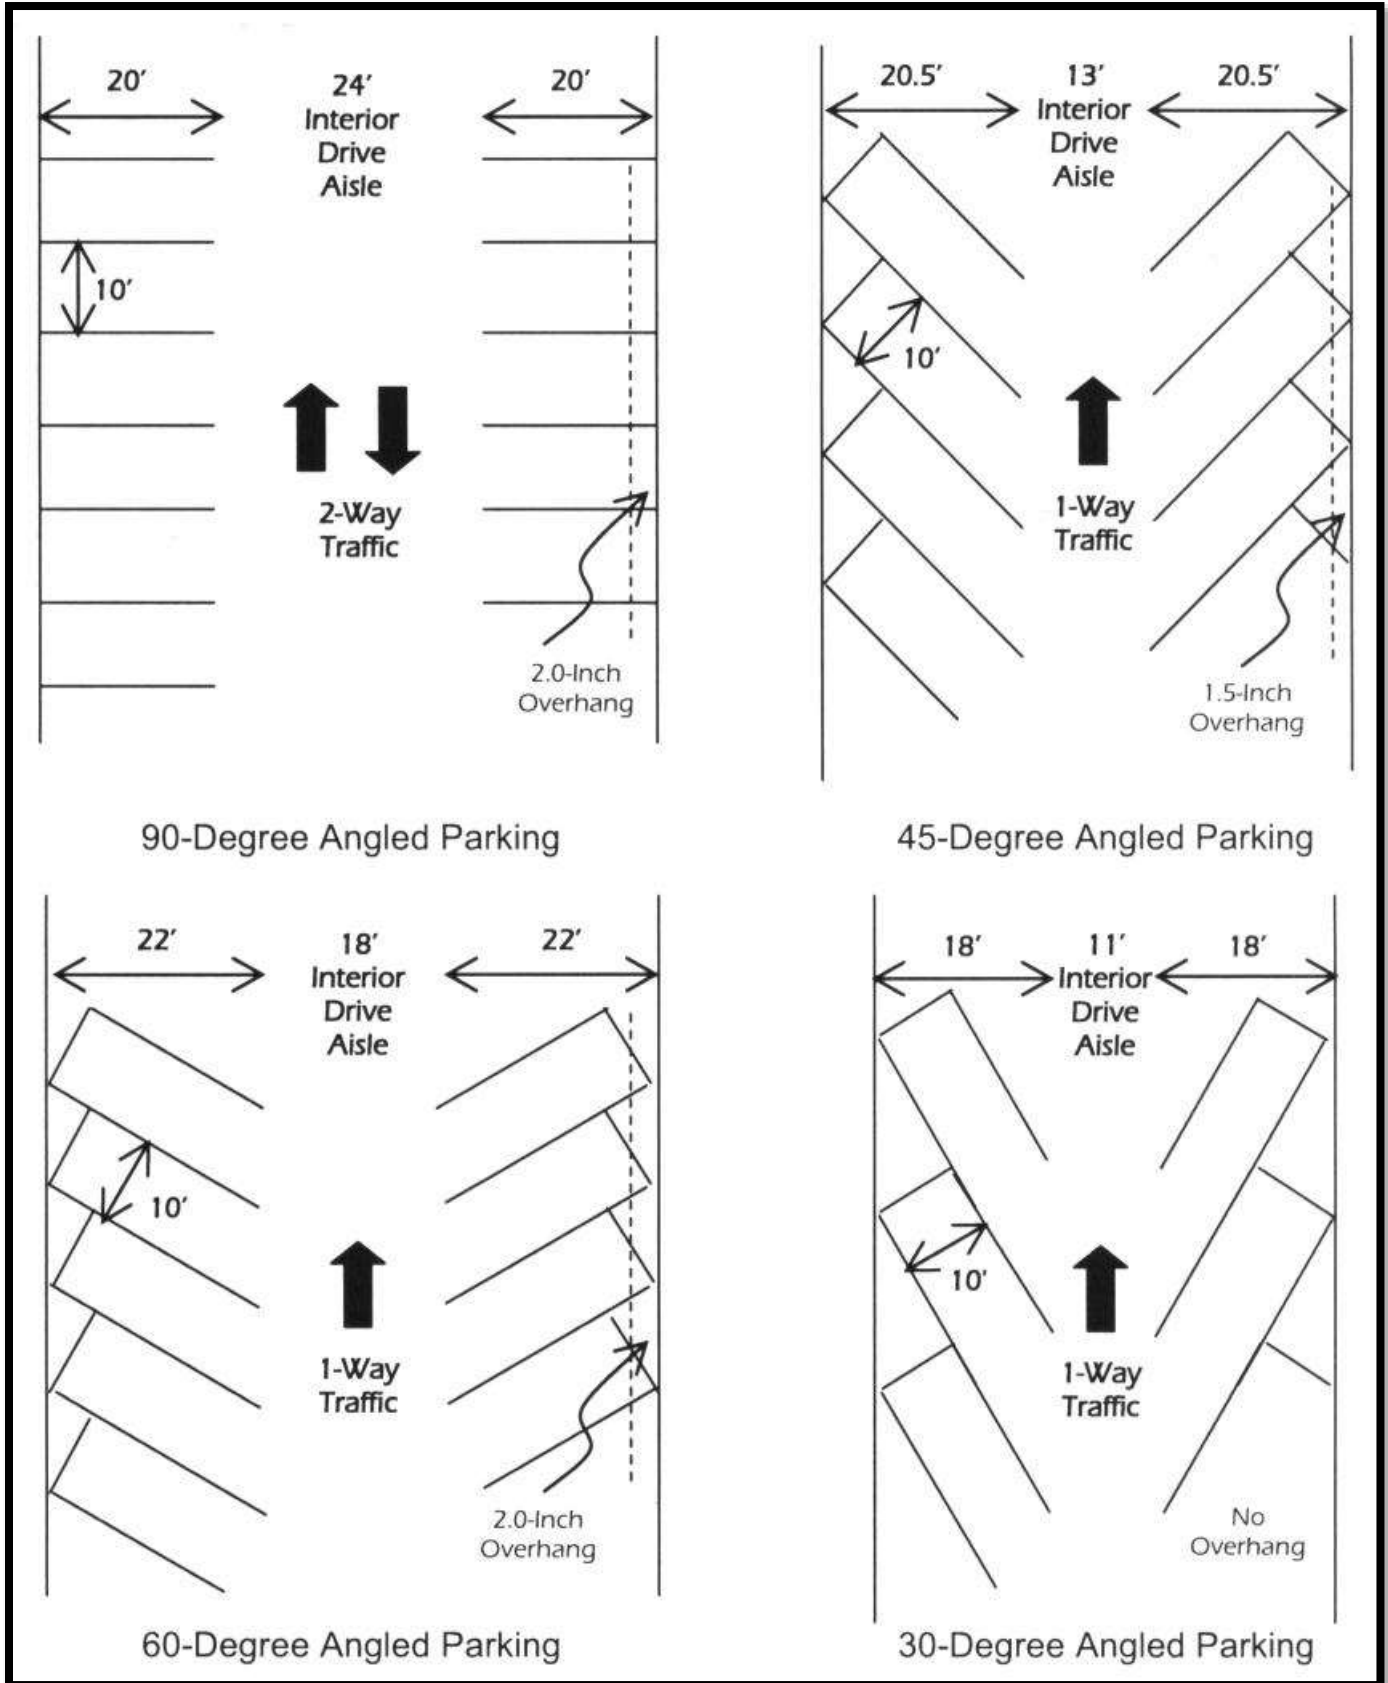 20′
24′
Interior
Drive
Aisle
20′
10′
2-Way
Traffic
2.0-Inch
Overhang
90-Degree Angled Parking
20.5′
13′
Interior
Drive
Aisle
20.5′
10′
1-Way
Traffic
1.5-Inch
Overhang
45-Degree Angled Parking
22′
18′
Interior
Drive
Aisle
22′
10′
1-Way
Traffic
2.0-Inch
Overhang
60-Degree Angled Parking
18′
11′
Interior
Drive
Aisle
18′
10′
1-Way
Traffic
No
Overhang
30-Degree Angled Parking